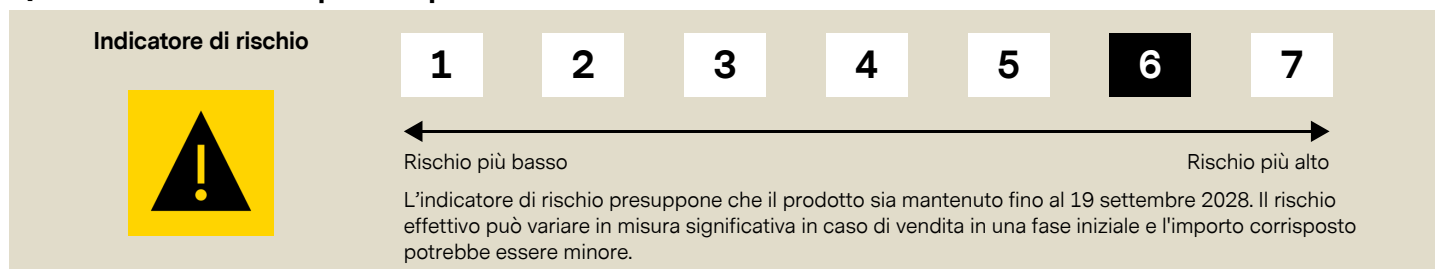 Indicatore di rischio
1 2 3 4 5 6 7
Rischio più basso Rischio più alto
L'indicatore di rischio presuppone che il prodotto sia mantenuto fino al 19 settembre 2028. Il rischio
effettivo può variare in misura significativa in caso di vendita in una fase iniziale e l'importo corrisposto
potrebbe essere minore.